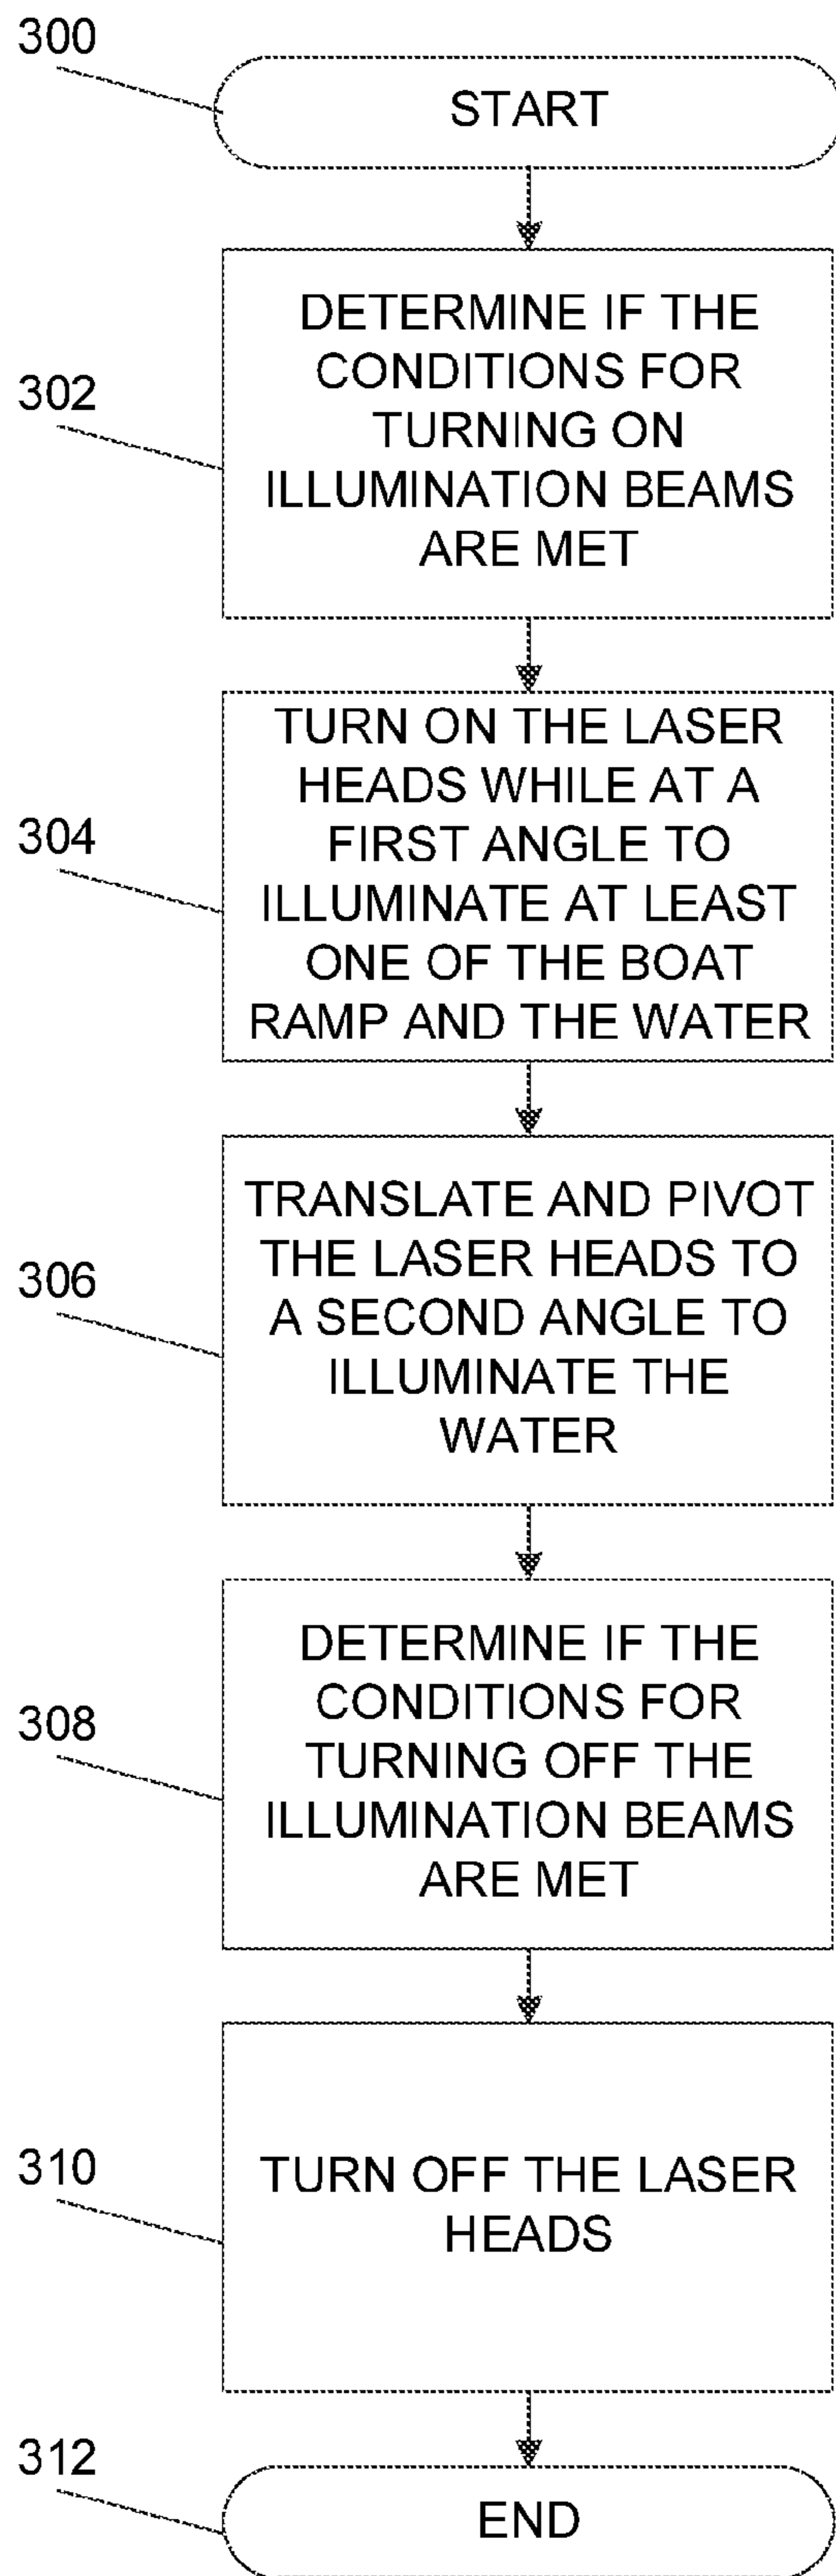 300
START
302
DETERMINE IF THE
CONDITIONS FOR
TURNING ON
ILLUMINATION BEAMS
ARE MET
304
TURN ON THE LASER
HEADS WHILE AT A
FIRST ANGLE TO
ILLUMINATE AT LEAST
ONE OF THE BOAT
RAMP AND THE WATER
306
TRANSLATE AND PIVOT
THE LASER HEADS TO
A SECOND ANGLE TO
ILLUMINATE THE
WATER
308
DETERMINE IF THE
CONDITIONS FOR
TURNING OFF THE
ILLUMINATION BEAMS
ARE MET
310
TURN OFF THE LASER
HEADS
312
END